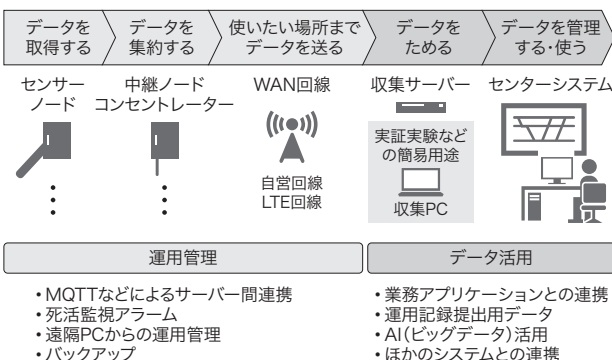 データを
取得する
データを
集約する
使いたい場所まで
データを送る
データを
ためる
データを管理
する・使う
センサー
ノード
中継ノード
コンセントレーター
WAN回線
自営回線
LTE回線
収集サーバー
実証実験など
の簡易用途
収集PC
センターシステム
運用管理
・MQTTなどによるサーバー間連携
・死活監視アラーム
・遠隔PCからの運用管理
・バックアップ
データ活用
・業務アプリケーションとの連携
・運用記録提出用データ
・AI(ビッグデータ)活用
・ほかのシステムとの連携